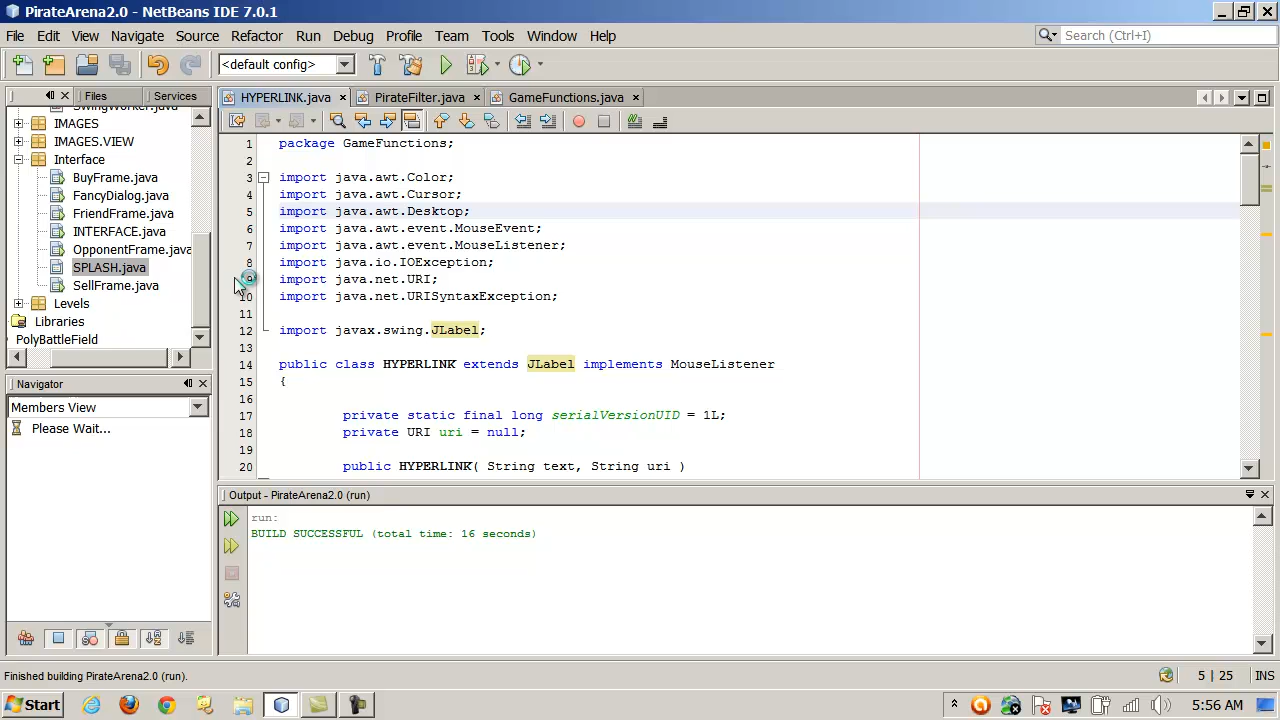 PirateArena2.0 - NetBeans IDE 7.0.1
File Edit View Navigate Source Refactor Run Debug Profile Team Tools Window Help
Search (Ctrl+I)
<default config>
Files Services
SwingWorker.java
IMAGES
IMAGES.VIEW
Interface
BuyFrame.java
FancyDialog.java
FriendFrame.java
INTERFACE.java
OpponentFrame.java
SPLASH.java
SellFrame.java
Levels
Libraries
PolyBattleField
Navigator
Members View
Please Wait...
HYPERLINK.java PirateFilter.java GameFunctions.java
1 package GameFunctions;
2
3 import java.awt.Color;
4 import java.awt.Cursor;
5 import java.awt.Desktop;
6 import java.awt.event.MouseEvent;
7 import java.awt.event.MouseListener;
8 import java.io.IOException;
9 import java.net.URI;
10 import java.net.URISyntaxException;
11
12 import javax.swing.JLabel;
13
14 public class HYPERLINK extends JLabel implements MouseListener
15 {
16
17 private static final long serialVersionUID = 1L;
18 private URI uri = null;
19
20 public HYPERLINK( String text, String uri )
Output - PirateArena2.0 (run)
run:
BUILD SUCCESSFUL (total time: 16 seconds)
Finished building PirateArena2.0 (run).
5 | 25 INS
Start
5:56 AM